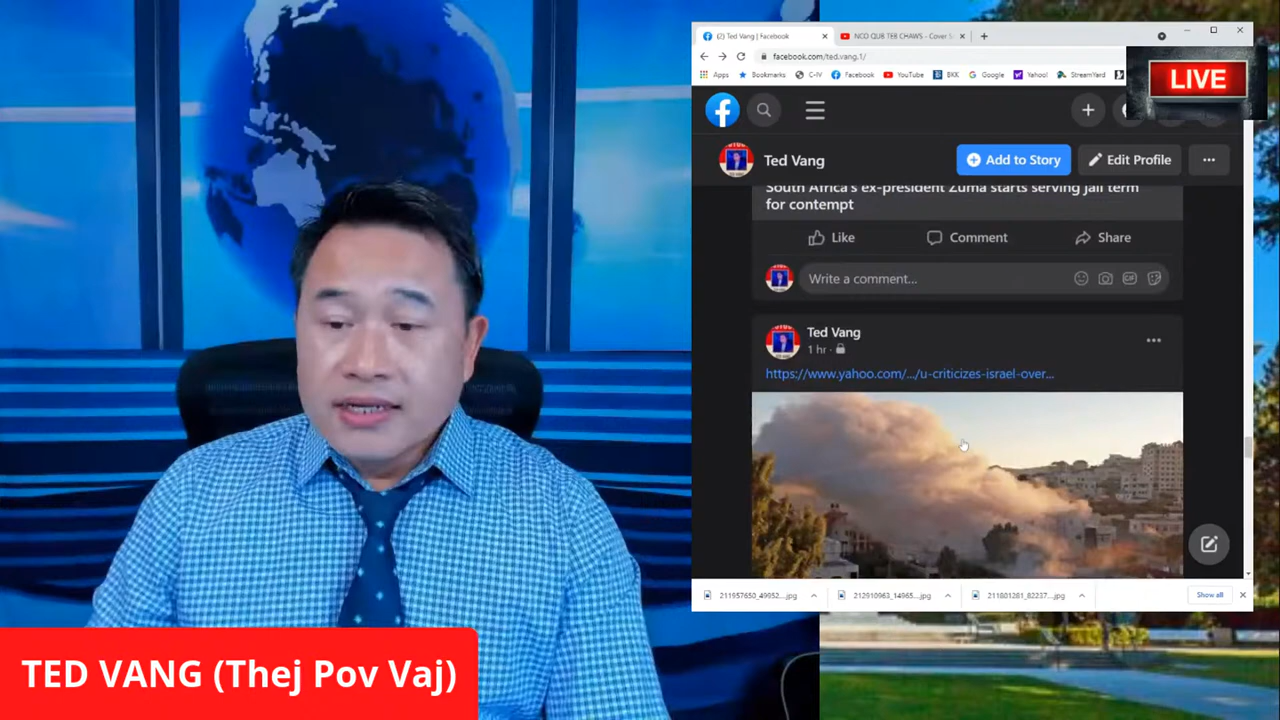 (2) Ted Vang | Facebook
NCO QUB TEB CHAWS - Cover
facebook.com/ted.vang.1/
Apps
Bookmarks
C-IV
Facebook
YouTube
BKK
Google
Yahoo!
StreamYard
LIVE
Ted Vang
Add to Story
Edit Profile
South Africa's ex-president Zuma starts serving jail term
for contempt
Like
Comment
Share
Write a comment...
GIF
Ted Vang
1 hr ·
https://www.yahoo.com/.../u-criticizes-israel-over...
211957650_49952....jpg
212910963_14965....jpg
211801281_82237....jpg
Show all
TED VANG (Thej Pov Vaj)